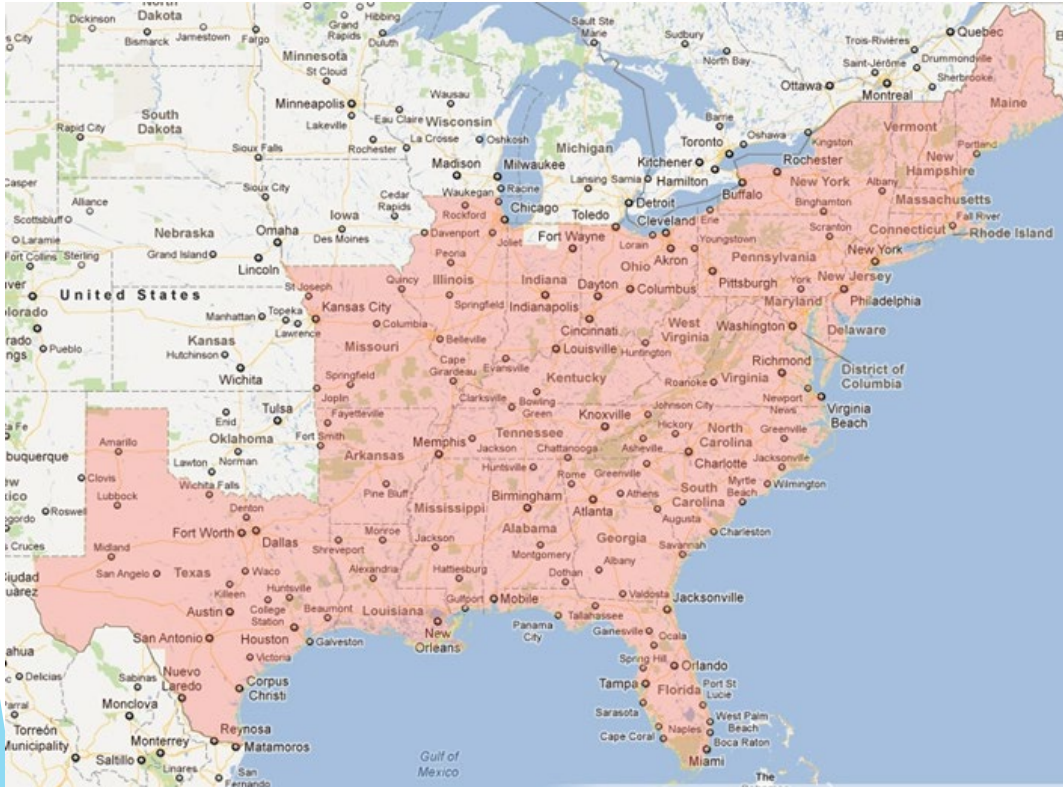 North
Dakota
Dickinson
Bismarck
Jamestown
Fargo
Hibbing
Grand
Rapids
Duluth
Minnesota
St Cloud
Minneapolis
Lakeville
Rochester
Eau Claire
Wausau
Wisconsin
La Crosse
Oshkosh
Madison
Milwaukee
Waukegan
Racine
Sault Ste
Marie
Sudbury
North Bay
Ottawa
Trois-Rivières
Quebec
Saint-Jérôme
Drummondville
Sherbrooke
Montreal
Maine
Vermont
Portland
New
Hampshire
Massachusetts
Fall River
Connecticut
Rhode Island
Barrie
Toronto
Oshawa
Kingston
Kitchener
Hamilton
Rochester
Buffalo
New York
Albany
Binghamton
Michigan
Lansing
Sarnia
Detroit
South
Dakota
Rapid City
Sioux Falls
Sioux City
Casper
Alliance
Scottsbluff
Laramie
Nebraska
Fort Collins
Sterling
Grand Island
Omaha
Lincoln
Iowa
Cedar
Rapids
Des Moines
Davenport
Rockford
Chicago
Joliet
Toledo
Fort Wayne
Cleveland
Lorain
Erie
Akron
Youngstown
Scranton
New York
Pennsylvania
Pittsburgh
York
New Jersey
Philadelphia
Maryland
Delaware
Washington
District of
Columbia
United States
ver
olorado
ngs
Pueblo
Manhattan
Topeka
Lawrence
Kansas
Hutchinson
Wichita
St Joseph
Kansas City
Columbia
Missouri
Springfield
Joplin
Quincy
Peoria
Illinois
Springfield
Belleville
Cape
Girardeau
Indiana
Indianapolis
Evansville
Ohio
Dayton
Columbus
Cincinnati
Louisville
Kentucky
Bowling
Green
Clarksville
West
Virginia
Huntington
Richmond
Virginia
Roanoke
Newport
News
Virginia
Beach
Enid
Tulsa
Oklahoma
Norman
Lawton
Wichita Falls
Fayetteville
Fort Smith
Arkansas
Pine Bluff
Memphis
Tennessee
Jackson
Knoxville
Johnson City
Chattanooga
Huntsville
Hickory
Asheville
Greenville
North
Carolina
Greenville
Charlotte
Jacksonville
Wilmington
Myrtle
Beach
South
Carolina
Charleston
Amarillo
Clovis
Lubbock
Roswell
buquerque
s Cruces
Ciudad
uarez
Denton
Fort Worth
Dallas
Midland
San Angelo
Texas
Waco
Killeen
Huntsville
Austin
College
Station
Beaumont
Houston
Galveston
San Antonio
Victoria
Corpus
Christi
Monroe
Shreveport
Alexandria
Louisiana
New
Orleans
Mississippi
Jackson
Hattiesburg
Gulfport
Mobile
Birmingham
Alabama
Montgomery
Dothan
Rome
Atlanta
Athens
Augusta
Georgia
Albany
Savannah
Valdosta
Jacksonville
Tallahassee
Panama
City
Gainesville
Ocala
Spring Hill
Orlando
Tampa
Florida
Port St
Lucie
Sarasota
West Palm
Beach
Cape Coral
Naples
Boca Raton
Miami
Nuevo
Laredo
Reynosa
Matamoros
ahua
Delicias
Parral
Sabinas
Monclova
Torreón
Municipality
Monterrey
Saltillo
Linares
San
Fernando
Gulf of
Mexico
The